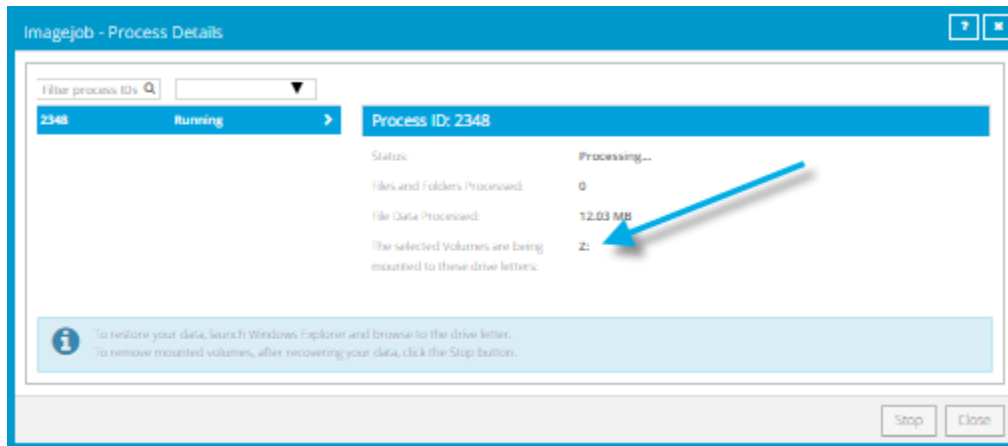 Imagejob - Process Details
? ×
Filter process IDs
2348 Running
Process ID: 2348
Status: Processing...
Files and Folders Processed: 0
File Data Processed: 12.03 MB
The selected Volumes are being Z:
mounted to these drive letters:
To restore your data, launch Windows Explorer and browse to the drive letter.
To remove mounted volumes, after recovering your data, click the Stop button.
Stop Close